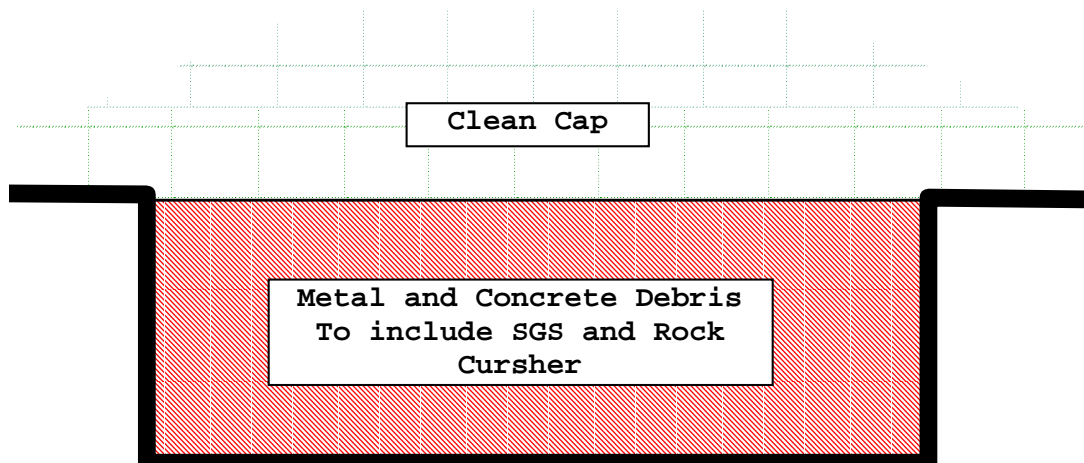 Clean Cap
Metal and Concrete Debris
To include SGS and Rock
Cursher